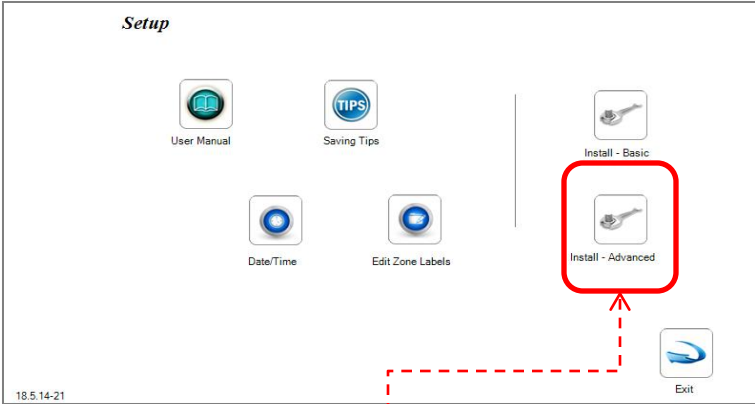 Setup
TIPS
User Manual
Saving Tips
Install - Basic
Date/Time
Edit Zone Labels
Install - Advanced
Exit
18.5.14-21